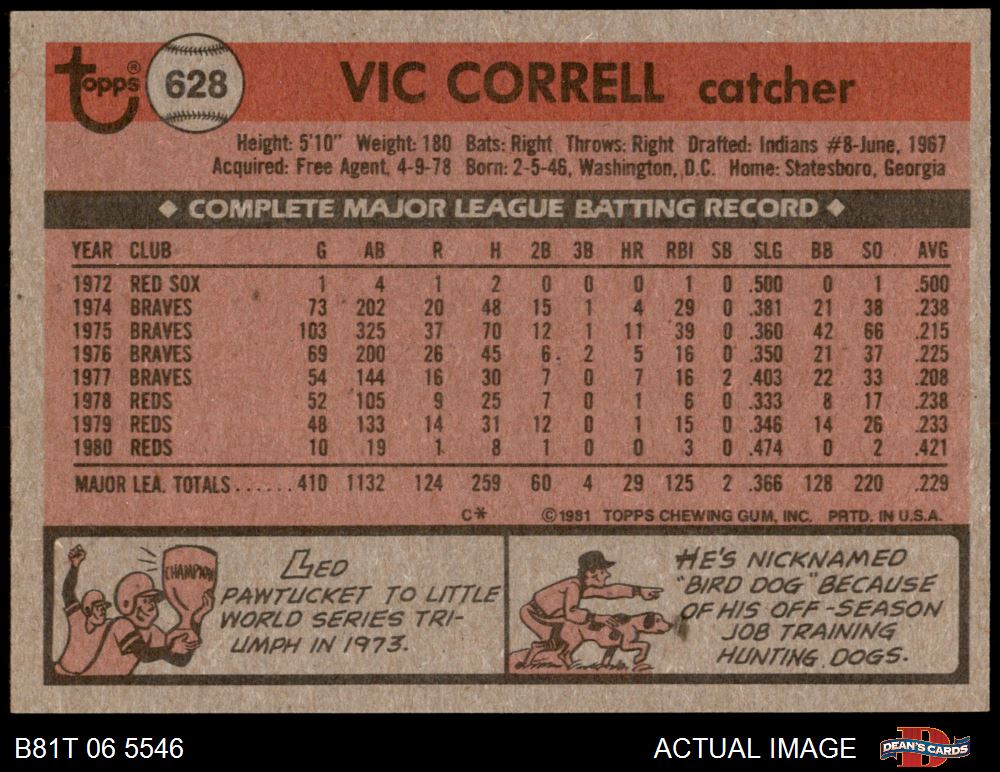 Topps® 628 VIC CORRELL catcher
Height: 5'10" Weight: 180 Bats: Right Throws: Right Drafted: Indians #8-June, 1967
Acquired: Free Agent, 4-9-78 Born: 2-5-46, Washington, D.C. Home: Statesboro, Georgia
◆ COMPLETE MAJOR LEAGUE BATTING RECORD ◆
YEAR CLUB G AB R H 2B 3B HR RBI SB SLG BB SO AVG
1972 RED SOX 1 4 1 2 0 0 0 1 0 .500 0 1 .500
1974 BRAVES 73 202 20 48 15 1 4 29 0 .381 21 38 .238
1975 BRAVES 103 325 37 70 12 1 11 39 0 .360 42 66 .215
1976 BRAVES 69 200 26 45 6 2 5 16 0 .350 21 37 .225
1977 BRAVES 54 144 16 30 7 0 7 16 2 .403 22 33 .208
1978 REDS 52 105 9 25 7 0 1 6 0 .333 8 17 .238
1979 REDS 48 133 14 31 12 0 1 15 0 .346 14 26 .233
1980 REDS 10 19 1 8 1 0 0 3 0 .474 0 2 .421
MAJOR LEA. TOTALS......410 1132 124 259 60 4 29 125 2 .366 128 220 .229
C* ©1981 TOPPS CHEWING GUM, INC. PRTD. IN U.S.A.
CHAMPION
LED
PAWTUCKET TO LITTLE
WORLD SERIES TRI-
UMPH IN 1973.
HE'S NICKNAMED
"BIRD DOG" BECAUSE
OF HIS OFF-SEASON
JOB TRAINING
HUNTING DOGS.
B81T 06 5546 ACTUAL IMAGE D DEAN'S CARDS